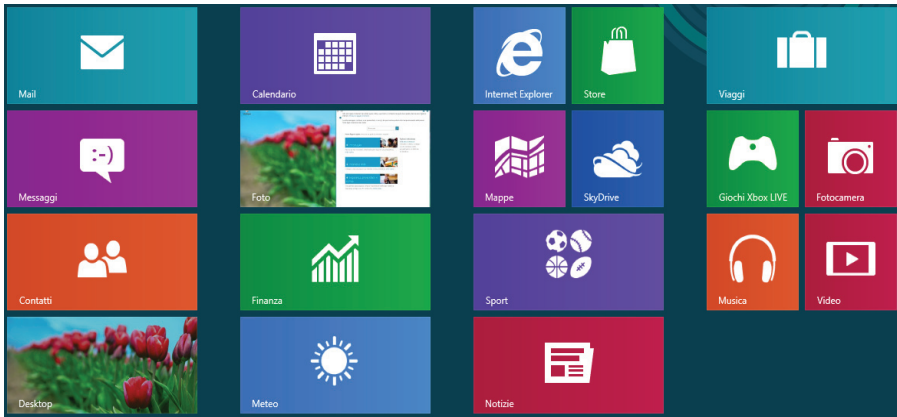 Mail
Calendario
Internet Explorer
Store
Viaggi
Messaggi
:-)
Foto
Mappe
SkyDrive
Giochi Xbox LIVE
Fotocamera
Contatti
Finanza
Sport
Musica
Video
Desktop
Meteo
Notizie